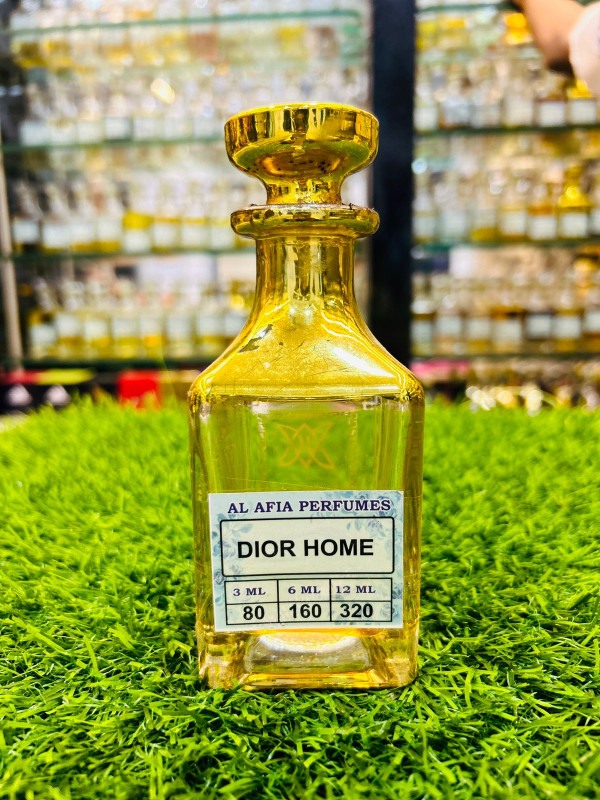 AL AFIA PERFUMES
DIOR HOME
3 ML 6 ML 12 ML
80 160 320